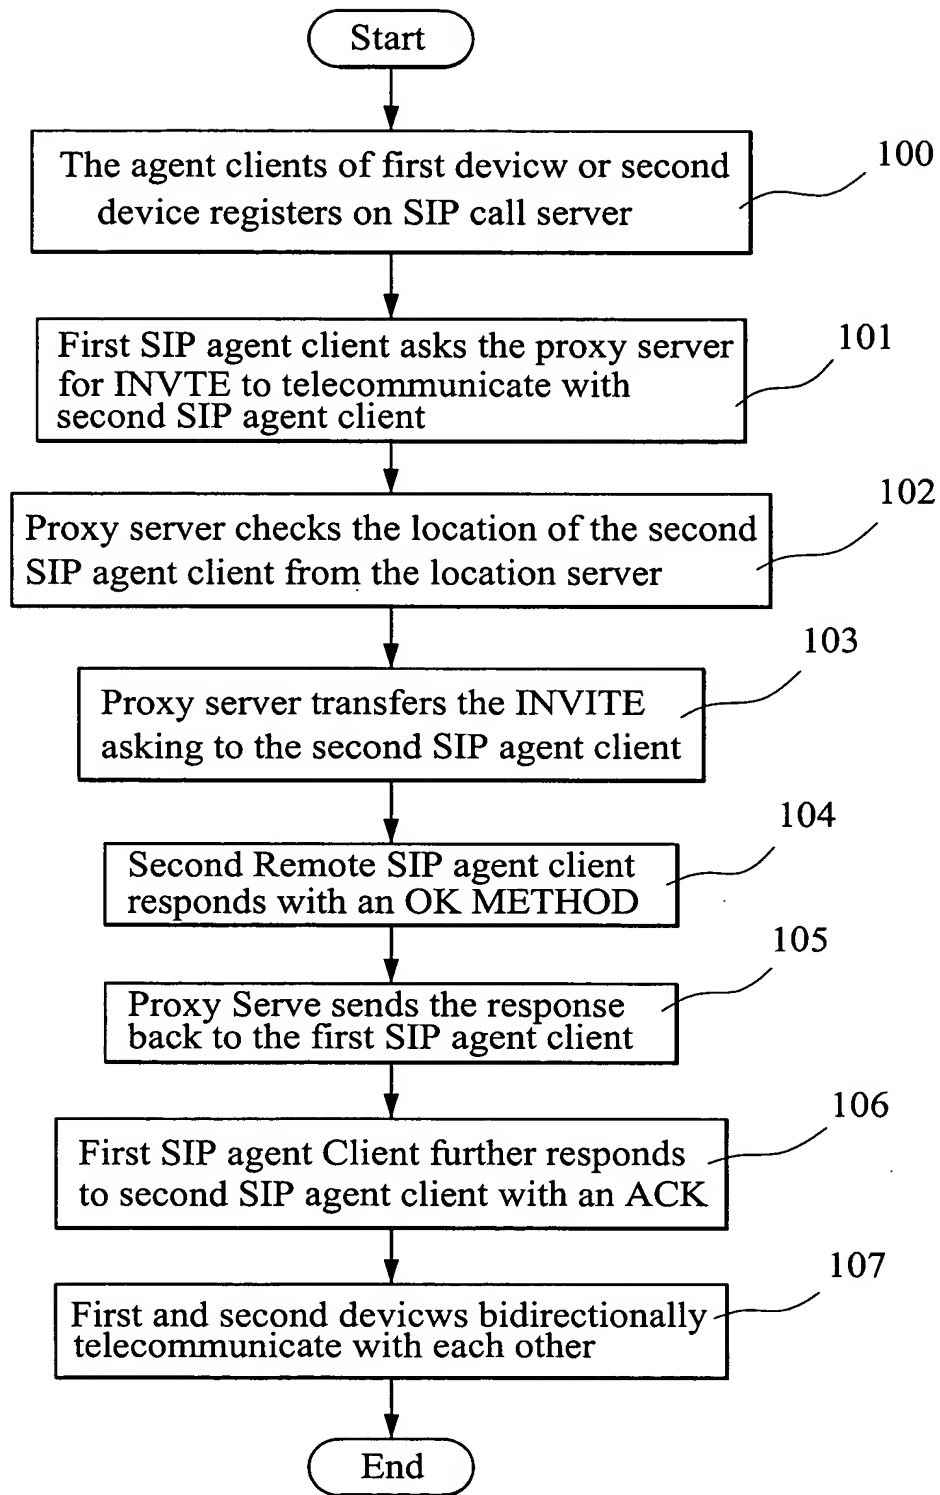 Start
The agent clients of first devicw or second
device registers on SIP call server
100
First SIP agent client asks the proxy server
for INVTE to telecommunicate with
second SIP agent client
101
Proxy server checks the location of the second
SIP agent client from the location server
102
Proxy server transfers the INVITE
asking to the second SIP agent client
103
Second Remote SIP agent client
responds with an OK METHOD
104
Proxy Serve sends the response
back to the first SIP agent client
105
First SIP agent Client further responds
to second SIP agent client with an ACK
106
First and second devicws bidirectionally
telecommunicate with each other
107
End